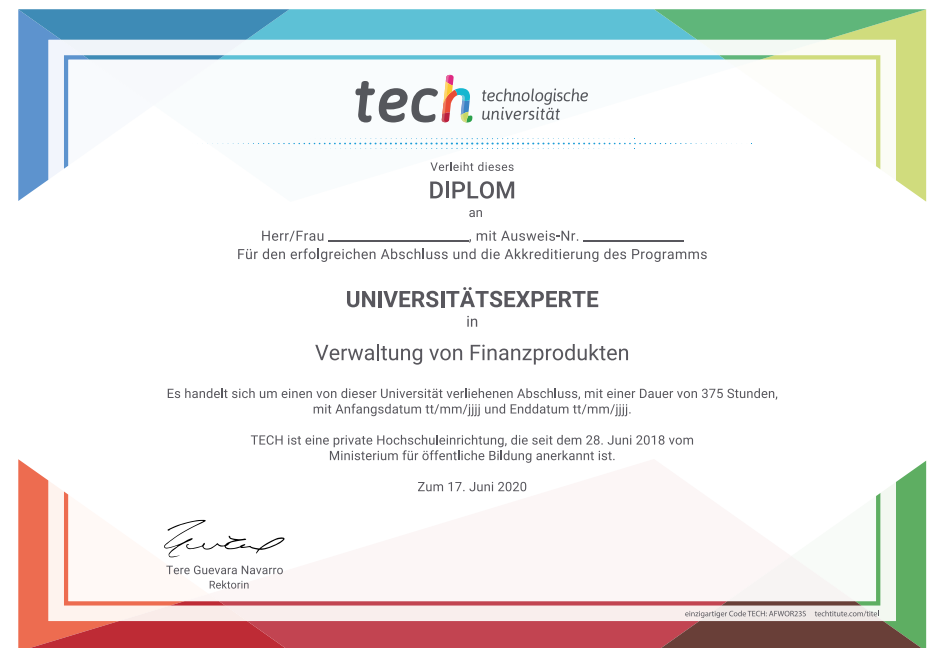 tech technologische
universität
Verleiht dieses
DIPLOM
an
Herr/Frau ____________________, mit Ausweis-Nr. ______________
Für den erfolgreichen Abschluss und die Akkreditierung des Programms
UNIVERSITÄTSEXPERTE
in
Verwaltung von Finanzprodukten
Es handelt sich um einen von dieser Universität verliehenen Abschluss, mit einer Dauer von 375 Stunden,
mit Anfangsdatum tt/mm/jjjj und Enddatum tt/mm/jjjj.
TECH ist eine private Hochschuleinrichtung, die seit dem 28. Juni 2018 vom
Ministerium für öffentliche Bildung anerkannt ist.
Zum 17. Juni 2020
Tere Guevara Navarro
Rektorin
einzigartiger Code TECH: AFWOR23S techtitute.com/titel